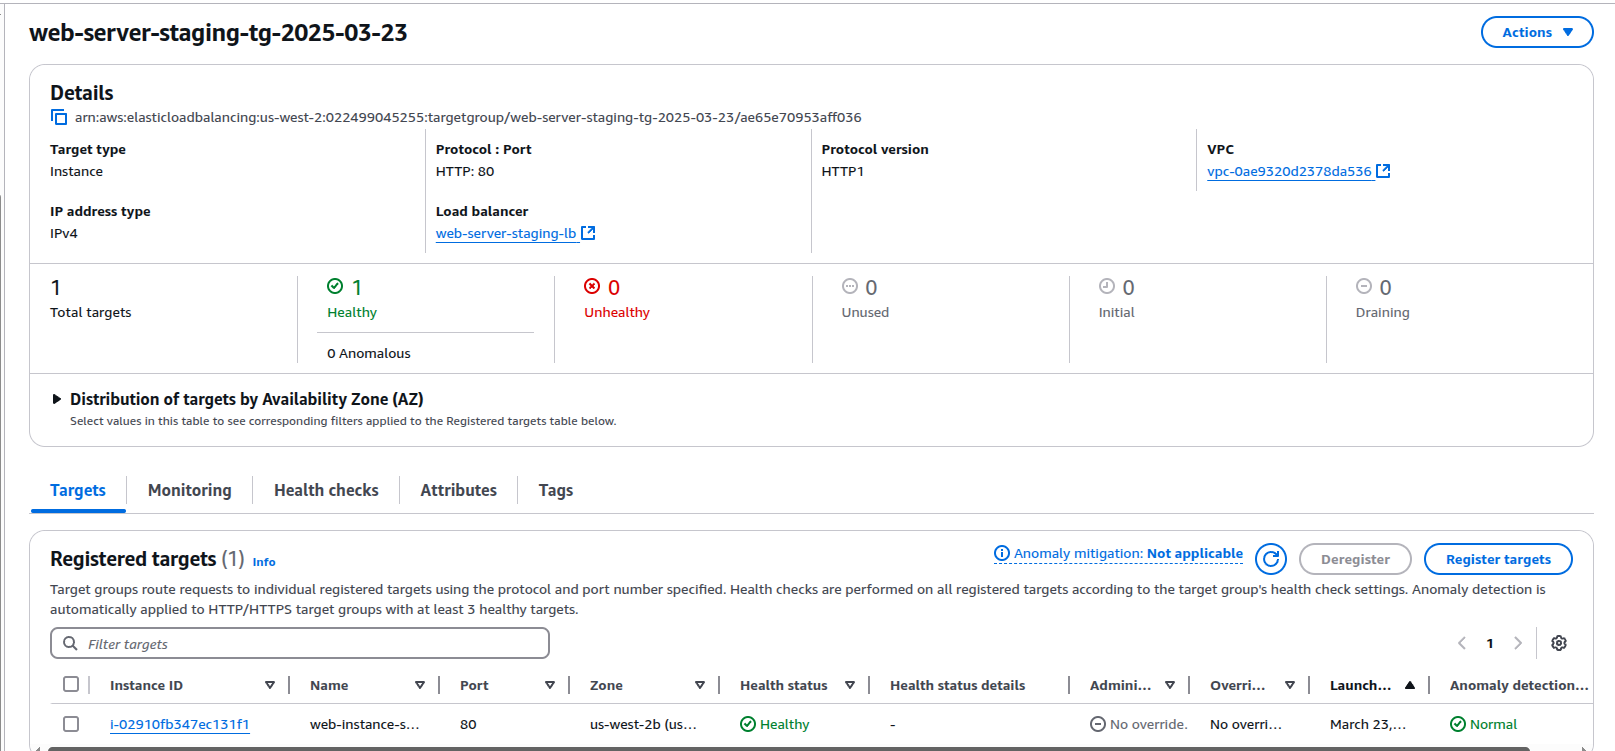 web-server-staging-tg-2025-03-23
Actions
Details
arn:aws:elasticloadbalancing:us-west-2:022499045255:targetgroup/web-server-staging-tg-2025-03-23/ae65e70953aff036
Target type
Instance
Protocol : Port
HTTP: 80
Protocol version
HTTP1
VPC
vpc-0ae9320d2378da536
IP address type
IPv4
Load balancer
web-server-staging-lb
1
Total targets
1
Healthy
0 Anomalous
0
Unhealthy
0
Unused
0
Initial
0
Draining
Distribution of targets by Availability Zone (AZ)
Select values in this table to see corresponding filters applied to the Registered targets table below.
Targets Monitoring Health checks Attributes Tags
Registered targets (1) Info
Anomaly mitigation: Not applicable
Deregister
Register targets
Target groups route requests to individual registered targets using the protocol and port number specified. Health checks are performed on all registered targets according to the target group's health check settings. Anomaly detection is
automatically applied to HTTP/HTTPS target groups with at least 3 healthy targets.
Filter targets
1
Instance ID Name Port Zone Health status Health status details Admini... Overri... Launch... Anomaly detection...
i-02910fb347ec131f1 web-instance-s... 80 us-west-2b (us... Healthy - No override. No overri... March 23,... Normal